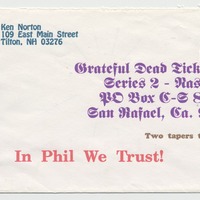 Ken Norton
109 East Main Street
Tilton, NH 03276
Grateful Dead Tick
Series 2 - Nas
PO Box C-S 8
San Rafael, Ca.
Two tapers t
In Phil We Trust!